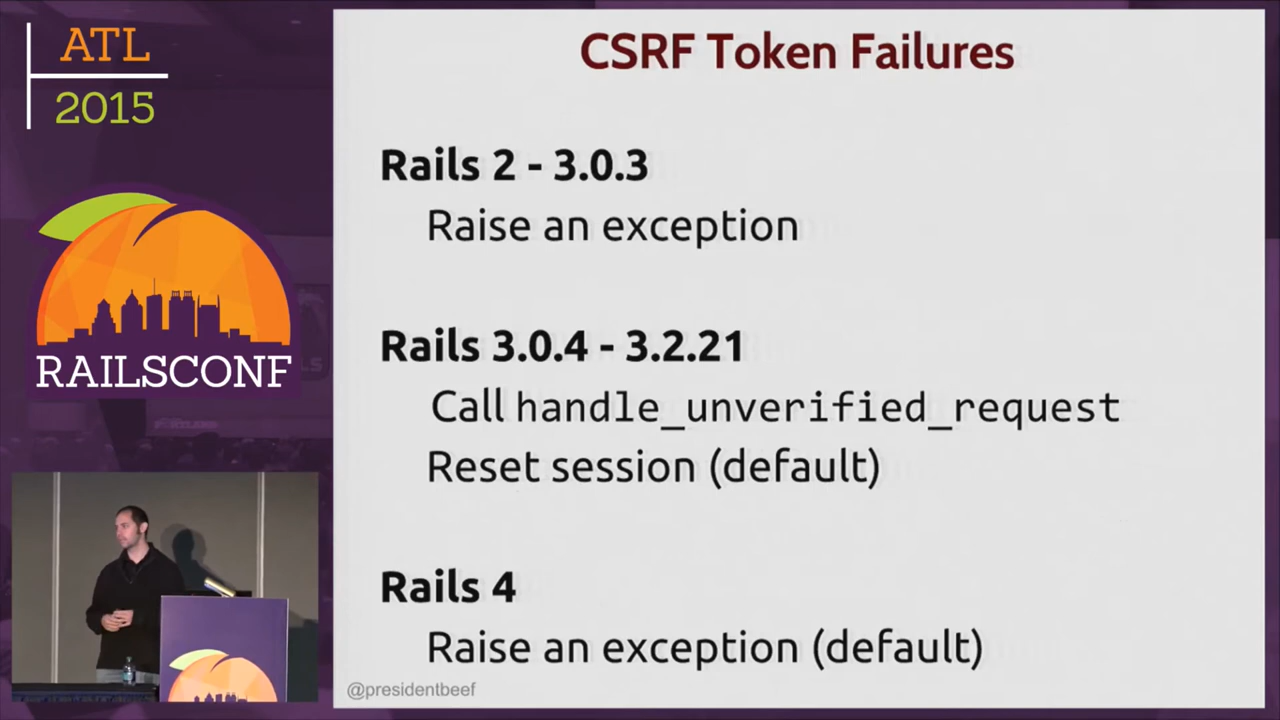 ATL
2015
RAILSCONF
CSRF Token Failures
Rails 2 - 3.0.3
Raise an exception
Rails 3.0.4 - 3.2.21
Call handle_unverified_request
Reset session (default)
Rails 4
Raise an exception (default)
@presidentbeef